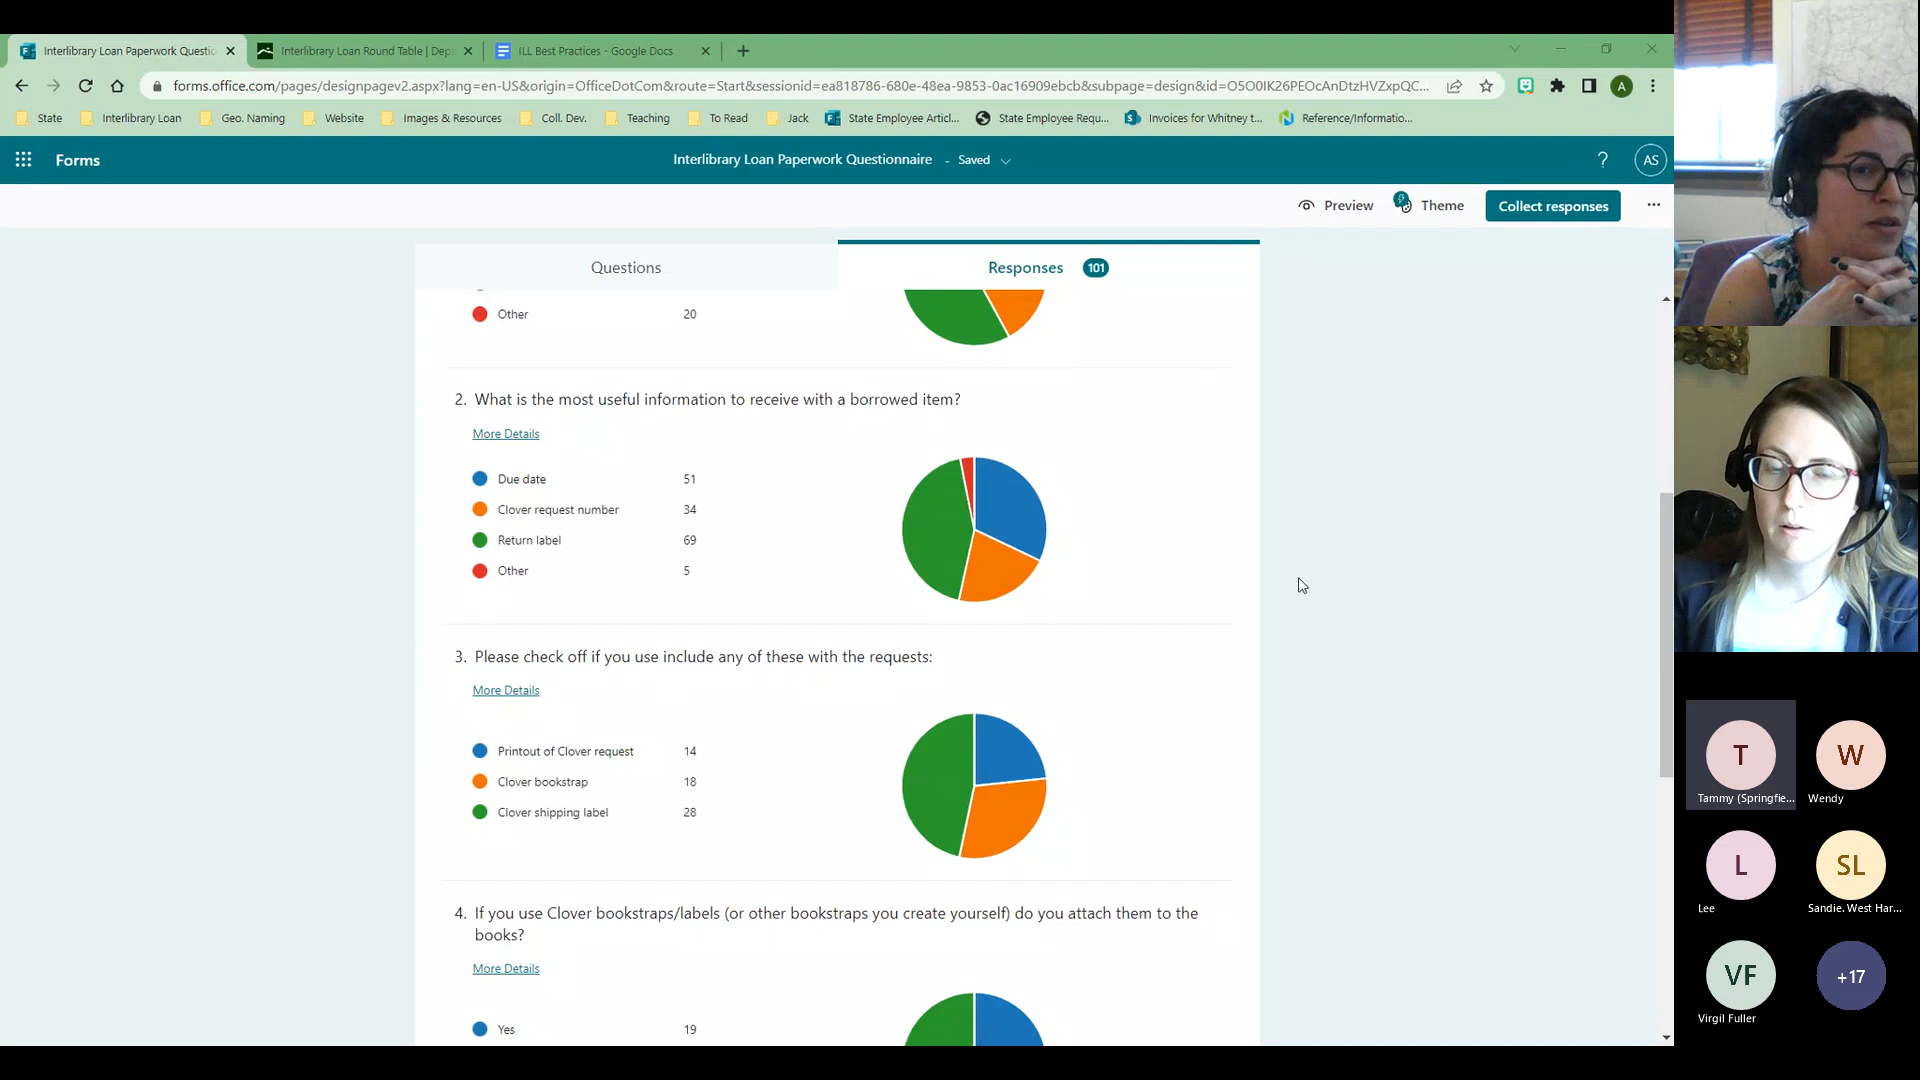 Interlibrary Loan Paperwork Questio
Interlibrary Loan Round Table | Dep
ILL Best Practices - Google Docs
forms.office.com/pages/designpagev2.aspx?lang=en-US&origin=OfficeDotCom&route=Start&sessionid=ea818786-680e-48ea-9853-0ac16909ebcb&subpage=design&id=O5O0IK26PEOcAnDtzHVZxpQC...
A
State
Interlibrary Loan
Geo. Naming
Website
Images & Resources
Coll. Dev.
Teaching
To Read
Jack
State Employee Articl...
State Employee Requ...
Invoices for Whitney t...
Reference/Informatio...
Forms
Interlibrary Loan Paperwork Questionnaire - Saved
?
AS
Preview
Theme
Collect responses
...
Questions
Responses 101
Other 20
2. What is the most useful information to receive with a borrowed item?
More Details
Due date 51
Clover request number 34
Return label 69
Other 5
3. Please check off if you use include any of these with the requests:
More Details
Printout of Clover request 14
Clover bookstrap 18
Clover shipping label 28
4. If you use Clover bookstraps/labels (or other bookstraps you create yourself) do you attach them to the
books?
More Details
Yes 19
T
Tammy (Springfie...
W
Wendy
L
Lee
SL
Sandie. West Har...
VF
Virgil Fuller
+17